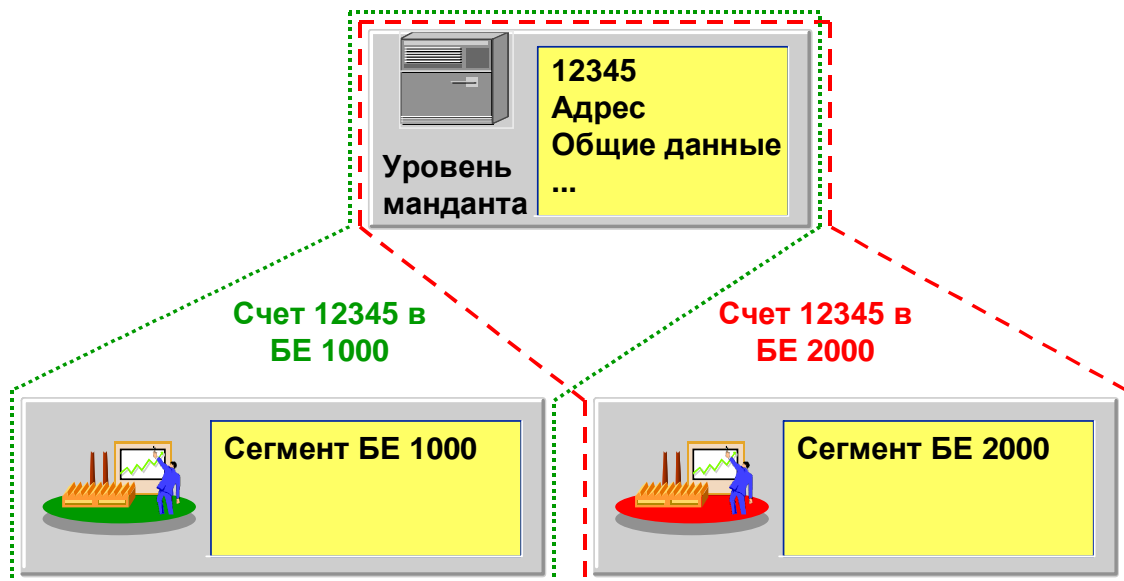 12345
Адрес
Общие данные
...
Уровень
манданта
Счет 12345 в
БЕ 1000
Счет 12345 в
БЕ 2000
Сегмент БЕ 1000
Сегмент БЕ 2000